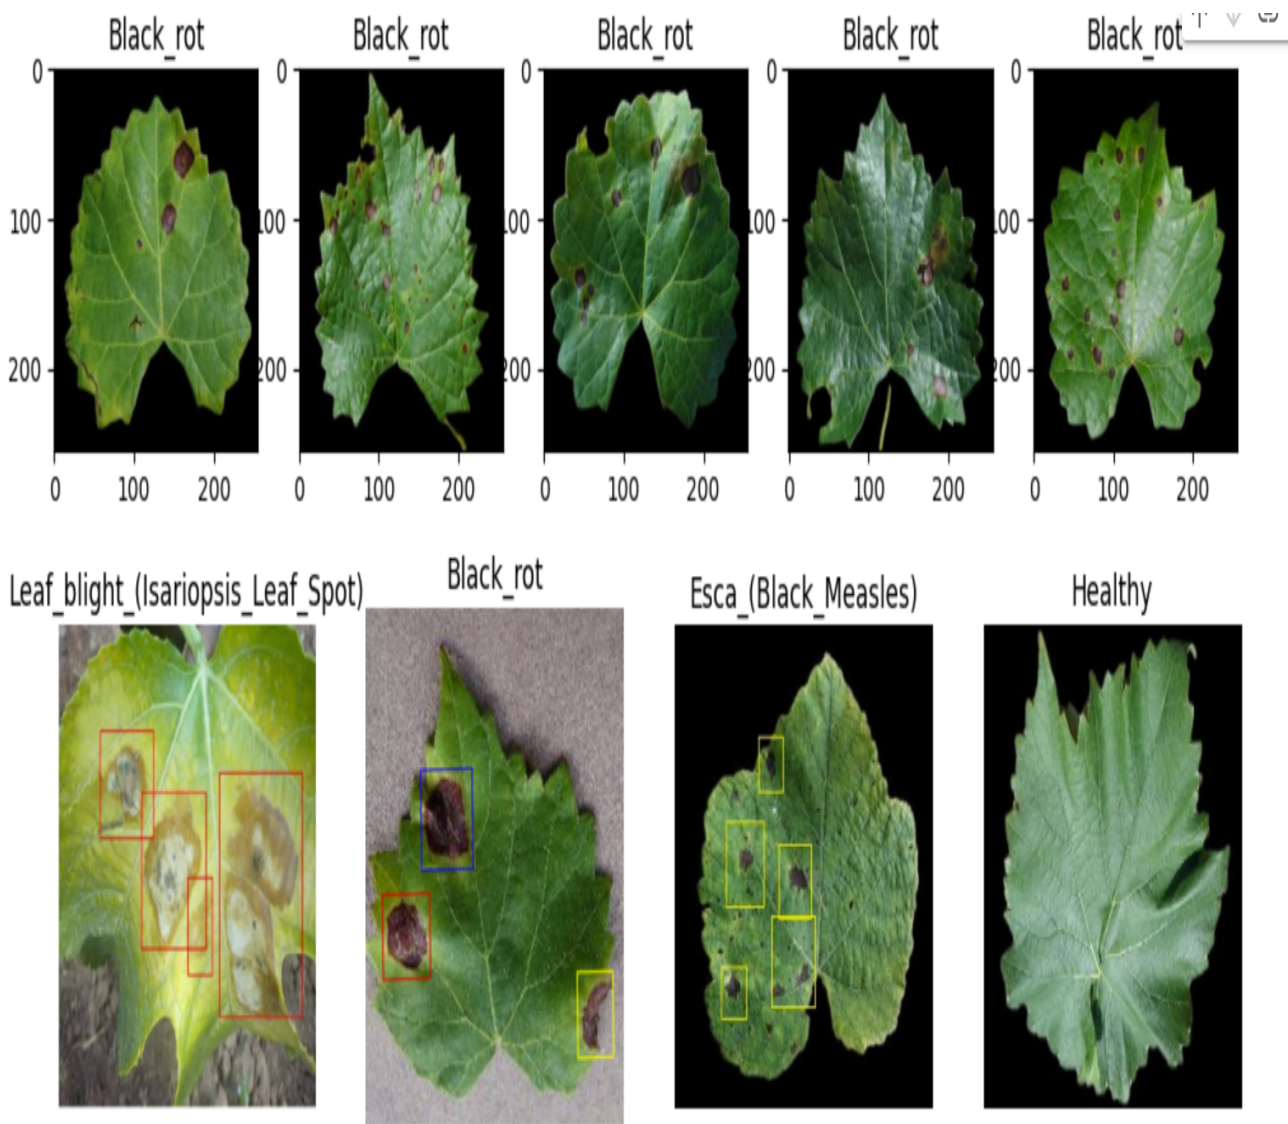 Black_rot Black_rot Black_rot Black_rot Black_rot
0 0 0 0 0
100 100 100 100 100
200 200 200 200 200
0 100 200 0 100 200 0 100 200 0 100 200 0 100 200
Black_rot
Leaf_blight_(Isariopsis_Leaf_Spot) Esca_(Black_Measles) Healthy